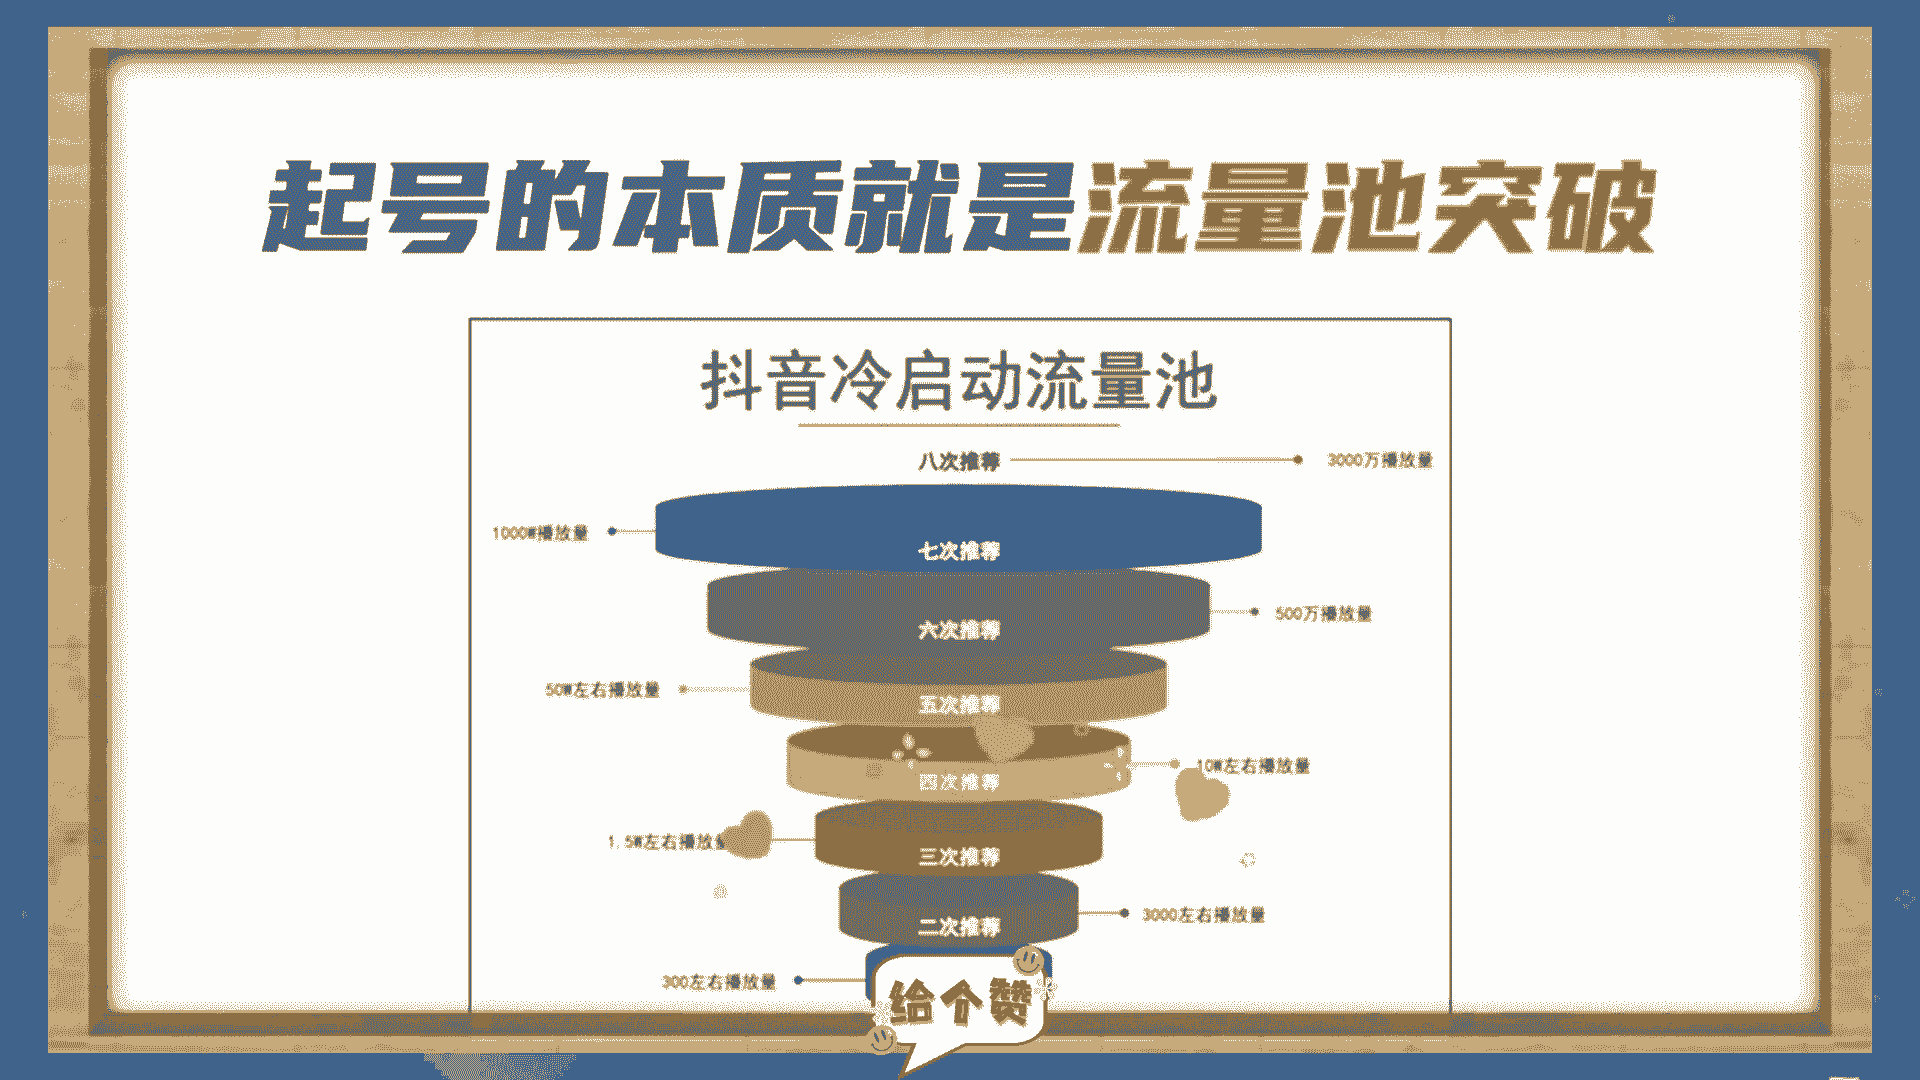 起号的本质就是流量池突破
抖音冷启动流量池
八次推荐
3000万播放量
1000W播放量
七次推荐
六次推荐
500万播放量
50W左右播放量
五次推荐
10W左右播放量
四次推荐
1.5W左右播放量
三次推荐
二次推荐
3000左右播放量
300左右播放量
给个赞